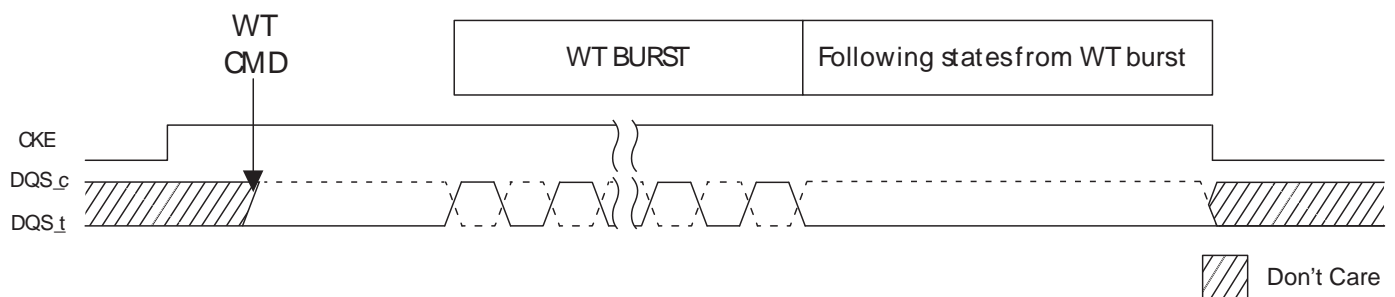 WT
CMD
WT BURST
Following states from WT burst
CKE
DQS_c
DQS_t
Don't Care